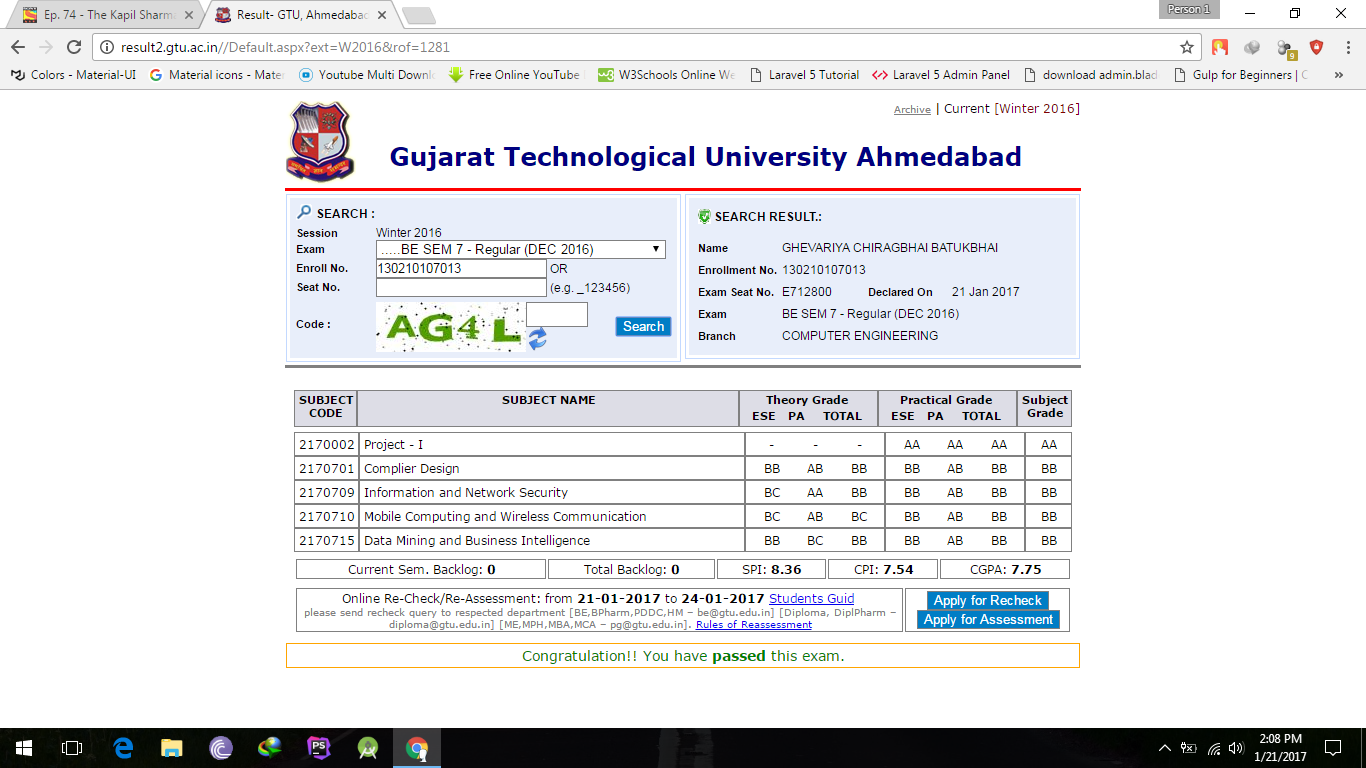 Ep. 74 - The Kapil Sharma
Result- GTU, Ahmedabad
Person 1
result2.gtu.ac.in//Default.aspx?ext=W2016&rof=1281
Colors - Material-UI Material icons - Mater Youtube Multi Downl Free Online YouTube W3Schools Online We Laravel 5 Tutorial Laravel 5 Admin Panel download admin.blad Gulp for Beginners | C »
9
Archive | Current [Winter 2016]
Gujarat Technological University Ahmedabad
SEARCH :
Session Winter 2016
Exam .....BE SEM 7 - Regular (DEC 2016)
Enroll No. 130210107013 OR
Seat No. (e.g. _123456)
Code : AG4L Search
SEARCH RESULT.:
Name GHEVARIYA CHIRAGBHAI BATUKBHAI
Enrollment No. 130210107013
Exam Seat No. E712800 Declared On 21 Jan 2017
Exam BE SEM 7 - Regular (DEC 2016)
Branch COMPUTER ENGINEERING
SUBJECT CODE SUBJECT NAME Theory Grade Practical Grade Subject Grade
ESE PA TOTAL ESE PA TOTAL
2170002 Project - I - - - AA AA AA AA
2170701 Complier Design BB AB BB BB AB BB BB
2170709 Information and Network Security BC AA BB BB AB BB BB
2170710 Mobile Computing and Wireless Communication BC AB BC BB AB BB BB
2170715 Data Mining and Business Intelligence BB BC BB BB AB BB BB
Current Sem. Backlog: 0 Total Backlog: 0 SPI: 8.36 CPI: 7.54 CGPA: 7.75
Online Re-Check/Re-Assessment: from 21-01-2017 to 24-01-2017 Students Guid
please send recheck query to respected department [BE,BPharm,PDDC,HM – be@gtu.edu.in] [Diploma, DiplPharm –
diploma@gtu.edu.in] [ME,MPH,MBA,MCA – pg@gtu.edu.in]. Rules of Reassessment
Apply for Recheck
Apply for Assessment
Congratulation!! You have passed this exam.
PS
2:08 PM
1/21/2017